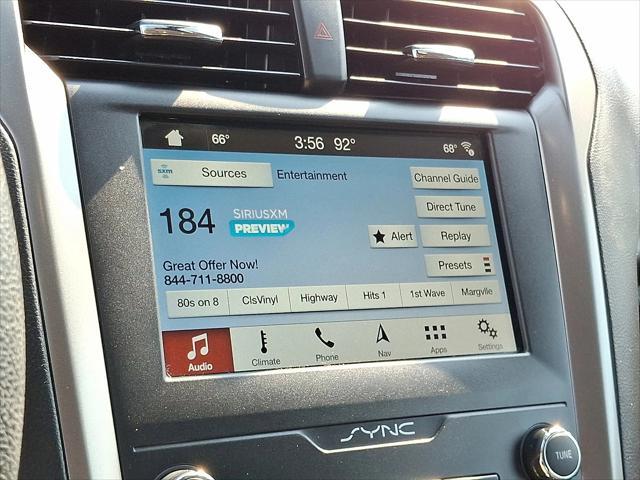 66° 3:56 92° 68°
sxm Sources Entertainment Channel Guide
184 SIRIUSXM PREVIEW
Direct Tune
Alert Replay
Great Offer Now!
844-711-8800
Presets
80s on 8 ClsVinyl Highway Hits 1 1st Wave Margvlle
Audio Climate Phone Nav Apps Settings
SYNC
TUNE